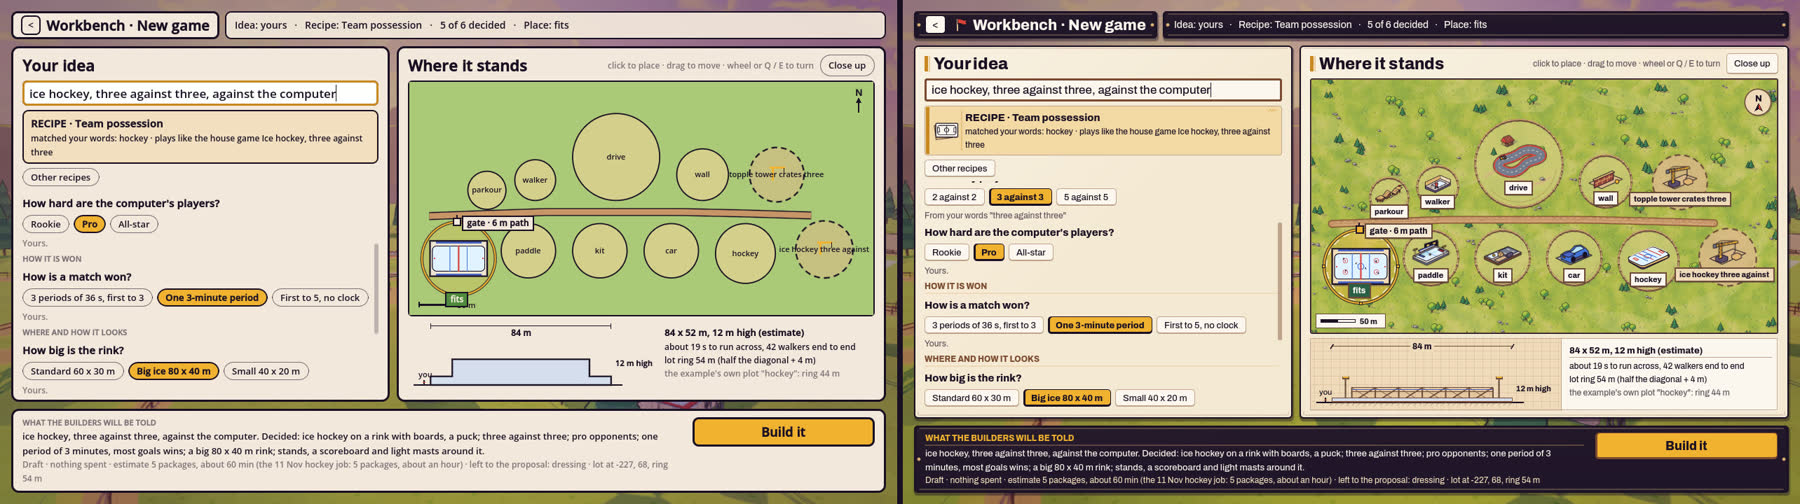 < Workbench · New game
Idea: yours · Recipe: Team possession · 5 of 6 decided · Place: fits
Your idea
ice hockey, three against three, against the computer
RECIPE · Team possession
matched your words: hockey · plays like the house game Ice hockey, three against
three
Other recipes
How hard are the computer's players?
Rookie
Pro
All-star
Yours.
HOW IT IS WON
How is a match won?
3 periods of 36 s, first to 3
One 3-minute period
First to 5, no clock
Yours.
WHERE AND HOW IT LOOKS
How big is the rink?
Standard 60 x 30 m
Big ice 80 x 40 m
Small 40 x 20 m
Yours.
Where it stands
click to place · drag to move · wheel or Q / E to turn
Close up
N
drive
walker
parkour
wall
topple tower crates three
gate · 6 m path
paddle
kit
car
hockey
ice hockey three against
fits
84 m
12 m high
you
84 x 52 m, 12 m high (estimate)
about 19 s to run across, 42 walkers end to end
lot ring 54 m (half the diagonal + 4 m)
the example's own plot "hockey": ring 44 m
WHAT THE BUILDERS WILL BE TOLD
ice hockey, three against three, against the computer. Decided: ice hockey on a rink with boards, a puck; three against three; pro opponents; one
period of 3 minutes, most goals wins; a big 80 x 40 m rink; stands, a scoreboard and light masts around it.
Draft · nothing spent · estimate 5 packages, about 60 min (the 11 Nov hockey job: 5 packages, about an hour) · left to the proposal: dressing · lot at -227, 68, ring
54 m
Build it
< Workbench · New game
Idea: yours · Recipe: Team possession · 5 of 6 decided · Place: fits
Your idea
ice hockey, three against three, against the computer
RECIPE · Team possession
matched your words: hockey · plays like the house game Ice hockey, three against
three
Other recipes
2 against 2
3 against 3
5 against 5
From your words "three against three"
How hard are the computer's players?
Rookie
Pro
All-star
Yours.
HOW IT IS WON
How is a match won?
3 periods of 36 s, first to 3
One 3-minute period
First to 5, no clock
Yours.
WHERE AND HOW IT LOOKS
How big is the rink?
Standard 60 x 30 m
Big ice 80 x 40 m
Small 40 x 20 m
Where it stands
click to place · drag to move · wheel or Q / E to turn
Close up
N
drive
walker
wall
topple tower crates three
parkour
gate · 6 m path
paddle
kit
car
hockey
ice hockey three against
fits
50 m
84 m
12 m high
you
84 x 52 m, 12 m high (estimate)
about 19 s to run across, 42 walkers end to end
lot ring 54 m (half the diagonal + 4 m)
the example's own plot "hockey": ring 44 m
WHAT THE BUILDERS WILL BE TOLD
ice hockey, three against three, against the computer. Decided: ice hockey on a rink with boards, a puck; three against three; pro opponents; one period of 3
minutes, most goals wins; a big 80 x 40 m rink; stands, a scoreboard and light masts around it.
Draft · nothing spent · estimate 5 packages, about 60 min (the 11 Nov hockey job: 5 packages, about an hour) · left to the proposal: dressing · lot at -227, 68, ring 54 m
Build it